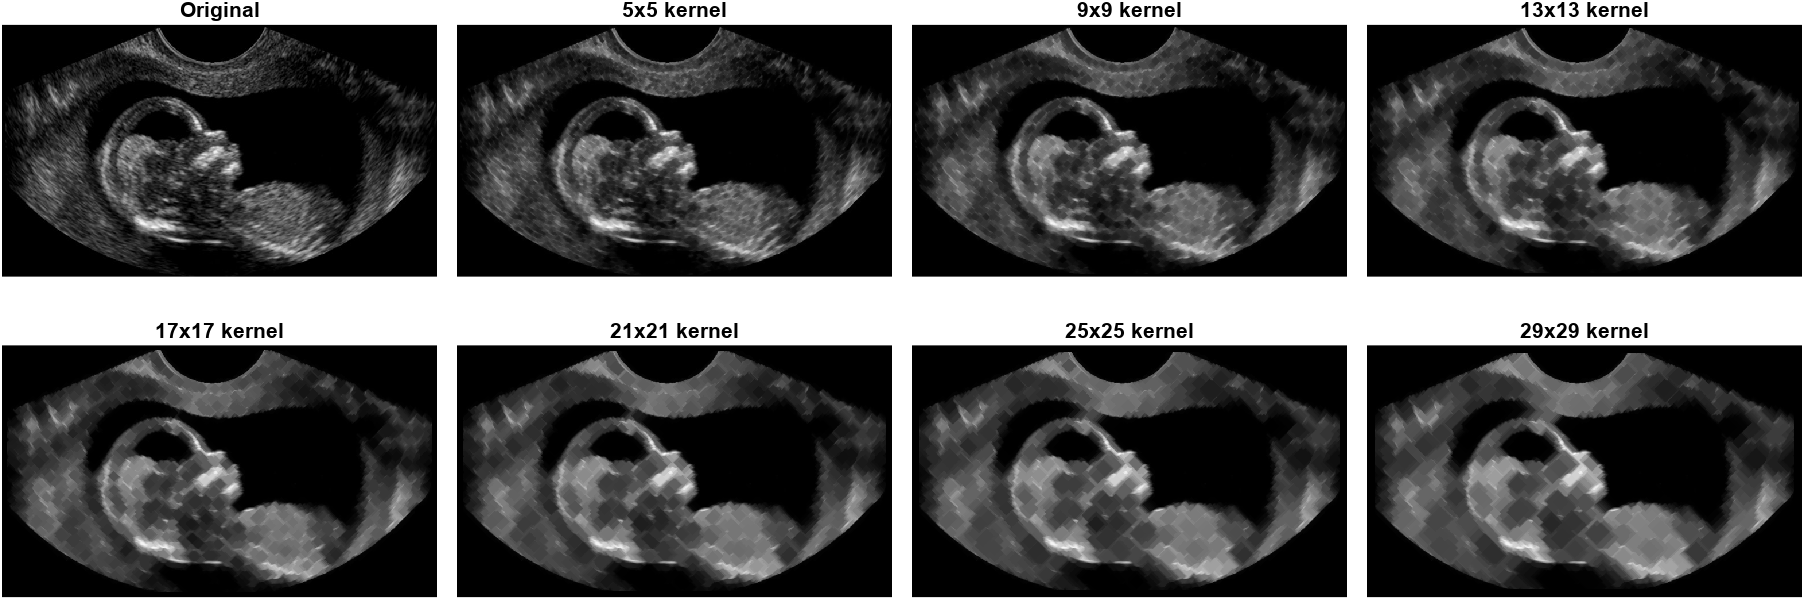 Original
5x5 kernel
9x9 kernel
13x13 kernel
17x17 kernel
21x21 kernel
25x25 kernel
29x29 kernel